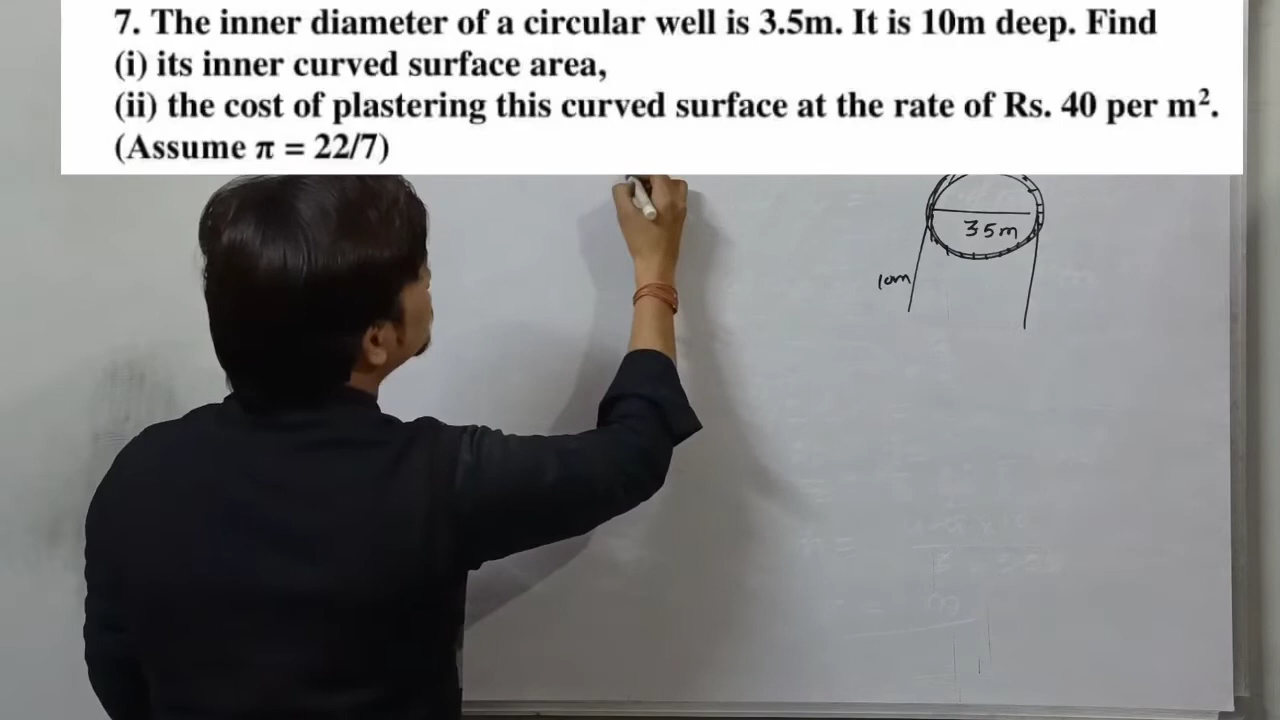 7. The inner diameter of a circular well is 3.5m. It is 10m deep. Find
(i) its inner curved surface area,
(ii) the cost of plastering this curved surface at the rate of Rs. 40 per m².
(Assume π = 22/7)
35m
10m